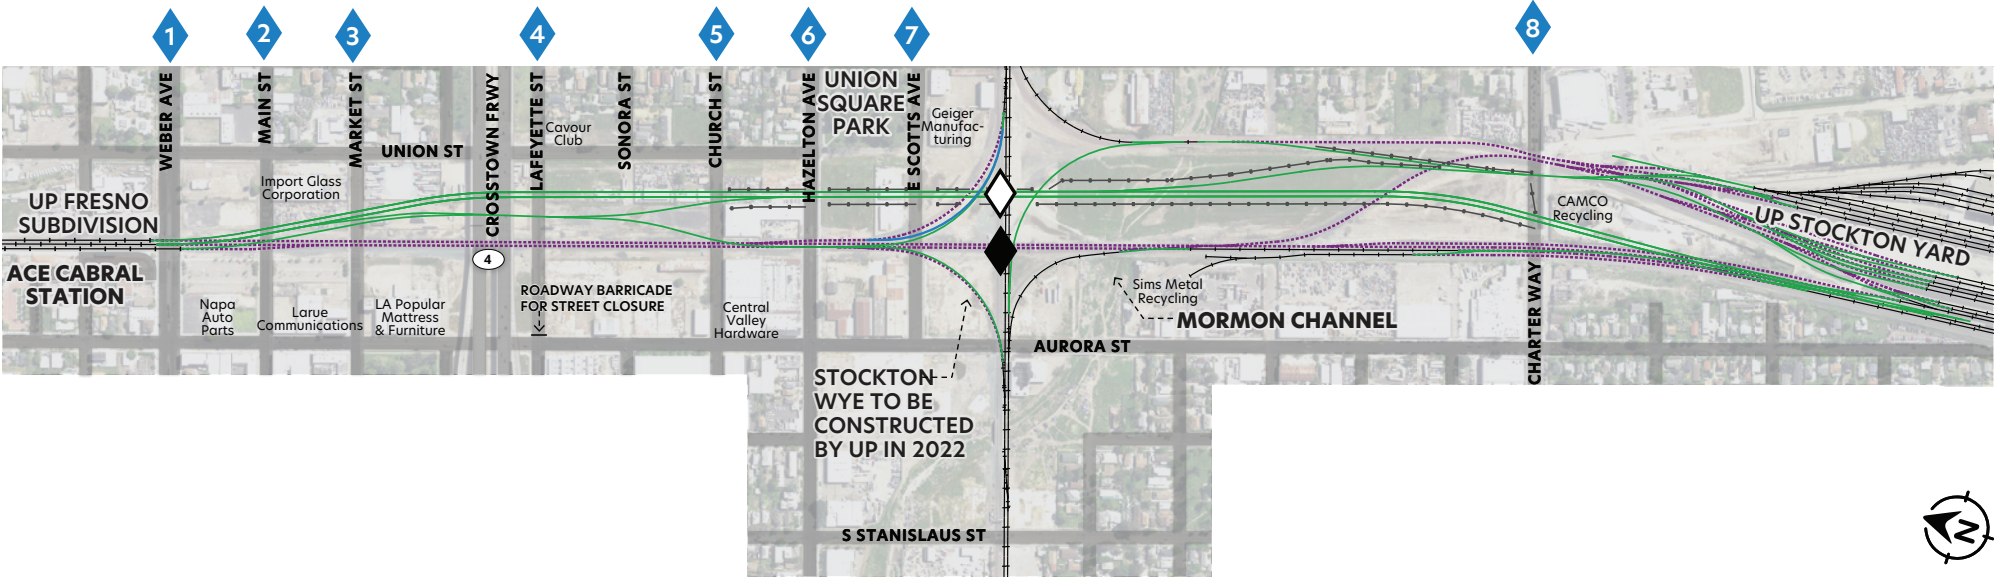 1
2
3
4
5
6
7
8
WEBER AVE
MAIN ST
MARKET ST
CROSSTOWN FRWY
LAFEYETTE ST
SONORA ST
CHURCH ST
HAZELTON AVE
E SCOTTS AVE
UNION
SQUARE
PARK
Cavour
Club
Geiger
Manufac-
turing
UNION ST
Import Glass
Corporation
UP FRESNO
SUBDIVISION
CAMCO
Recycling
UP STOCKTON YARD
4
ACE CABRAL
STATION
Napa
Auto
Parts
Larue
Communications
LA Popular
Mattress
& Furniture
ROADWAY BARRICADE
FOR STREET CLOSURE
Central
Valley
Hardware
Sims Metal
Recycling
MORMON CHANNEL
CHARTER WAY
AURORA ST
STOCKTON
WYE TO BE
CONSTRUCTED
BY UP IN 2022
S STANISLAUS ST
N